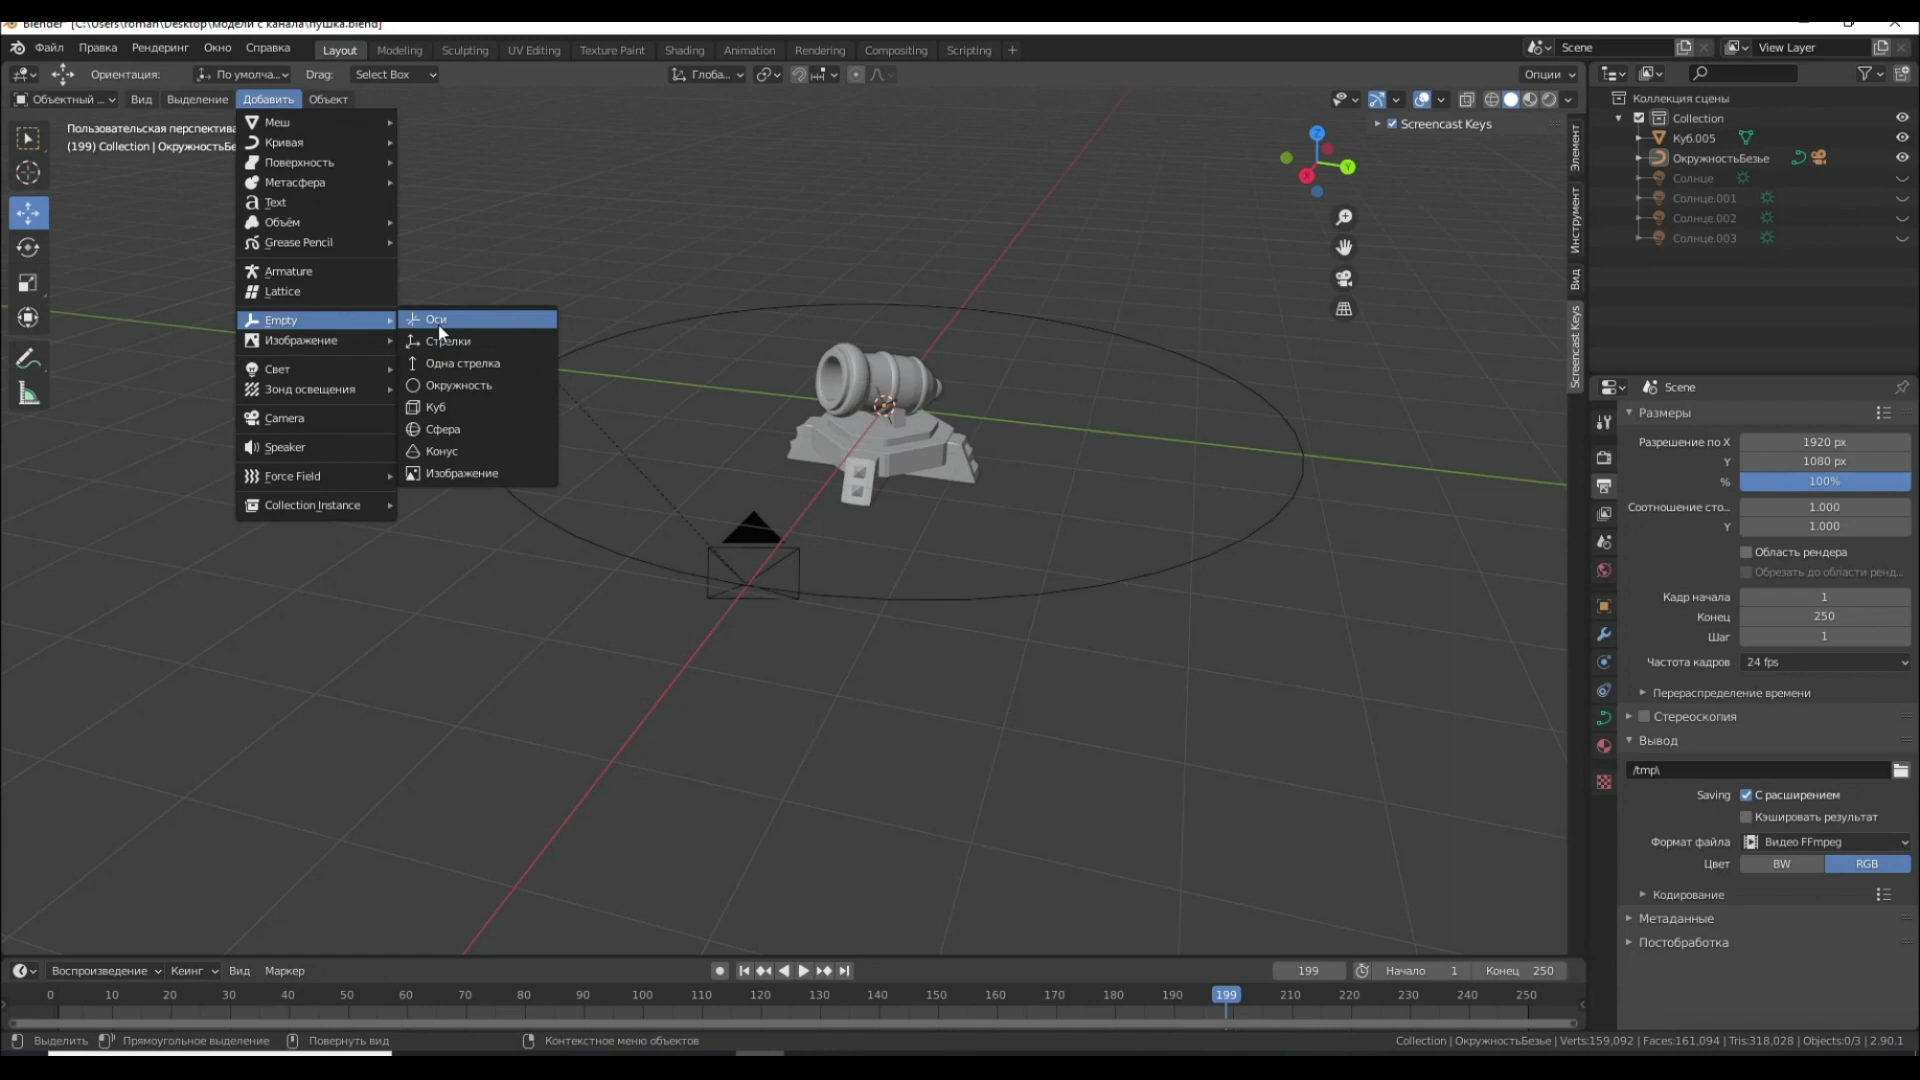 Blender [C:\Users\roman\Desktop\Модели с канала\пушка.blend]
Файл Правка Рендеринг Окно Справка Layout Modeling Sculpting UV Editing Texture Paint Shading Animation Rendering Compositing Scripting + Scene View Layer
Ориентация: По умолча... Drag: Select Box Глоба... Опции
Объектный ... Вид Выделение Добавить Объект
Пользовательская перспектива
(199) Collection | ОкружностьБе
Меш
Кривая
Поверхность
Метасфера
Text
Объём
Grease Pencil
Armature
Lattice
Empty
Изображение
Свет
Зонд освещения
Camera
Speaker
Force Field
Collection Instance
Оси
Стрелки
Одна стрелка
Окружность
Куб
Сфера
Конус
Изображение
Screencast Keys
Z
Y
X
Элемент
Инструмент
Вид
Screencast Keys
Коллекция сцены
Collection
Куб.005
ОкружностьБезье
Солнце
Солнце.001
Солнце.002
Солнце.003
Scene
Размеры
Разрешение по X 1920 px
Y 1080 px
% 100%
Соотношение сто... 1.000
Y 1.000
Область рендера
Обрезать до области ренд...
Кадр начала 1
Конец 250
Шаг 1
Частота кадров 24 fps
Перераспределение времени
Стереоскопия
Вывод
/tmp\
Saving С расширением
Кэшировать результат
Формат файла Видео FFmpeg
Цвет BW RGB
Кодирование
Метаданные
Постобработка
Воспроизведение Кеинг Вид Маркер 199 Начало 1 Конец 250
0 10 20 30 40 50 60 70 80 90 100 110 120 130 140 150 160 170 180 190 199 210 220 230 240 250
Выделить Прямоугольное выделение Повернуть вид Контекстное меню объектов Collection | ОкружностьБезье | Verts:159,092 | Faces:161,094 | Tris:318,028 | Objects:0/3 | 2.90.1